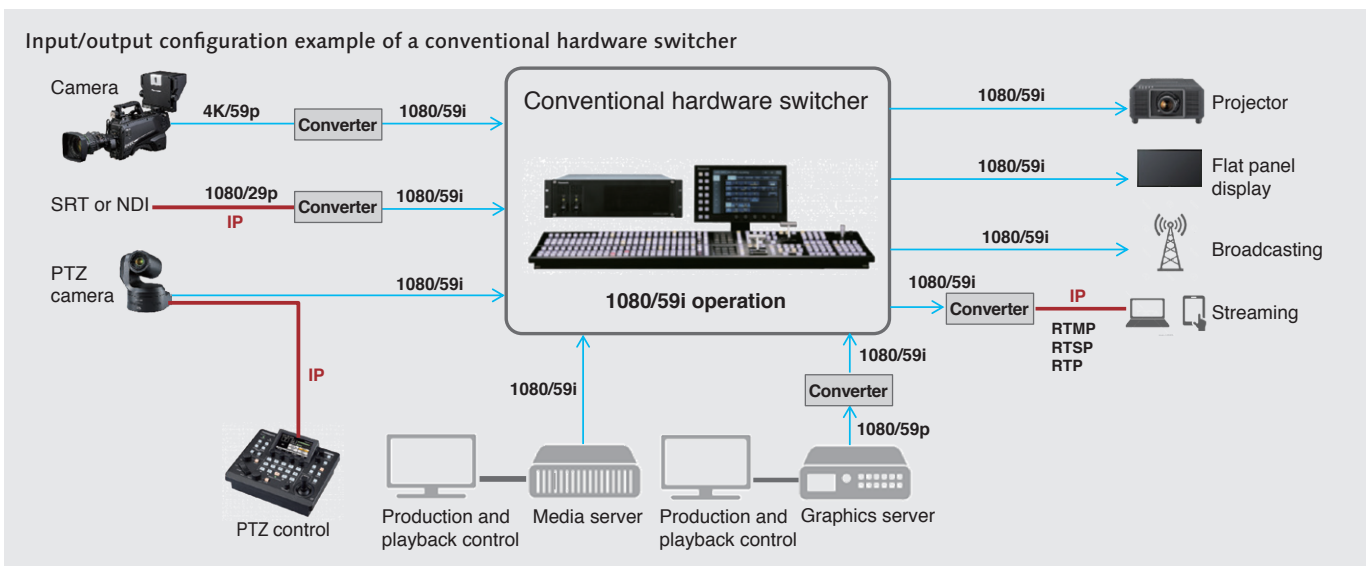 Input/output configuration example of a conventional hardware switcher
Camera
4K/59p
Converter
1080/59i
SRT or NDI
1080/29p
IP
Converter
1080/59i
PTZ
camera
1080/59i
IP
PTZ control
Conventional hardware switcher
1080/59i operation
1080/59i
Projector
1080/59i
Flat panel
display
1080/59i
Broadcasting
1080/59i
Converter
IP
RTMP
RTSP
RTP
Streaming
1080/59i
Production and
playback control
Media server
1080/59i
Converter
1080/59p
Production and
playback control
Graphics server